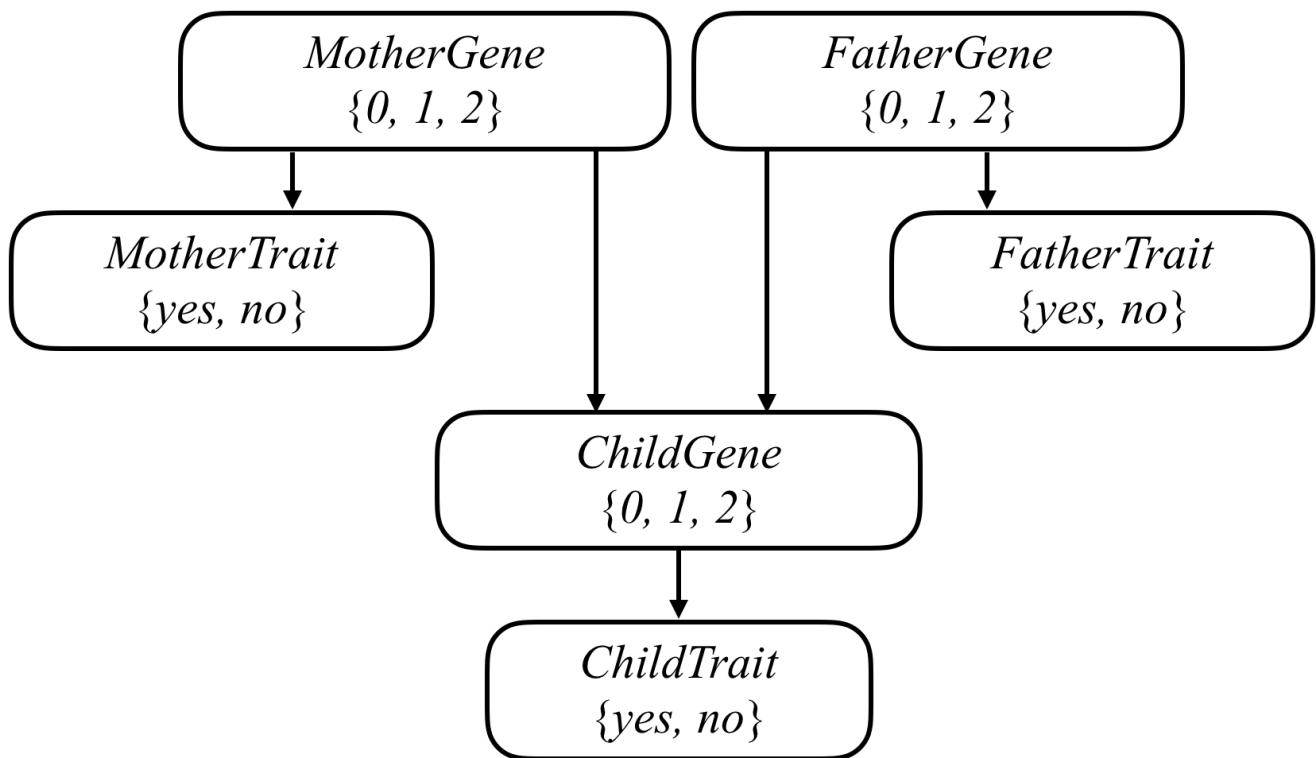 MotherGene
{0, 1, 2}
FatherGene
{0, 1, 2}
MotherTrait
{yes, no}
FatherTrait
{yes, no}
ChildGene
{0, 1, 2}
ChildTrait
{yes, no}